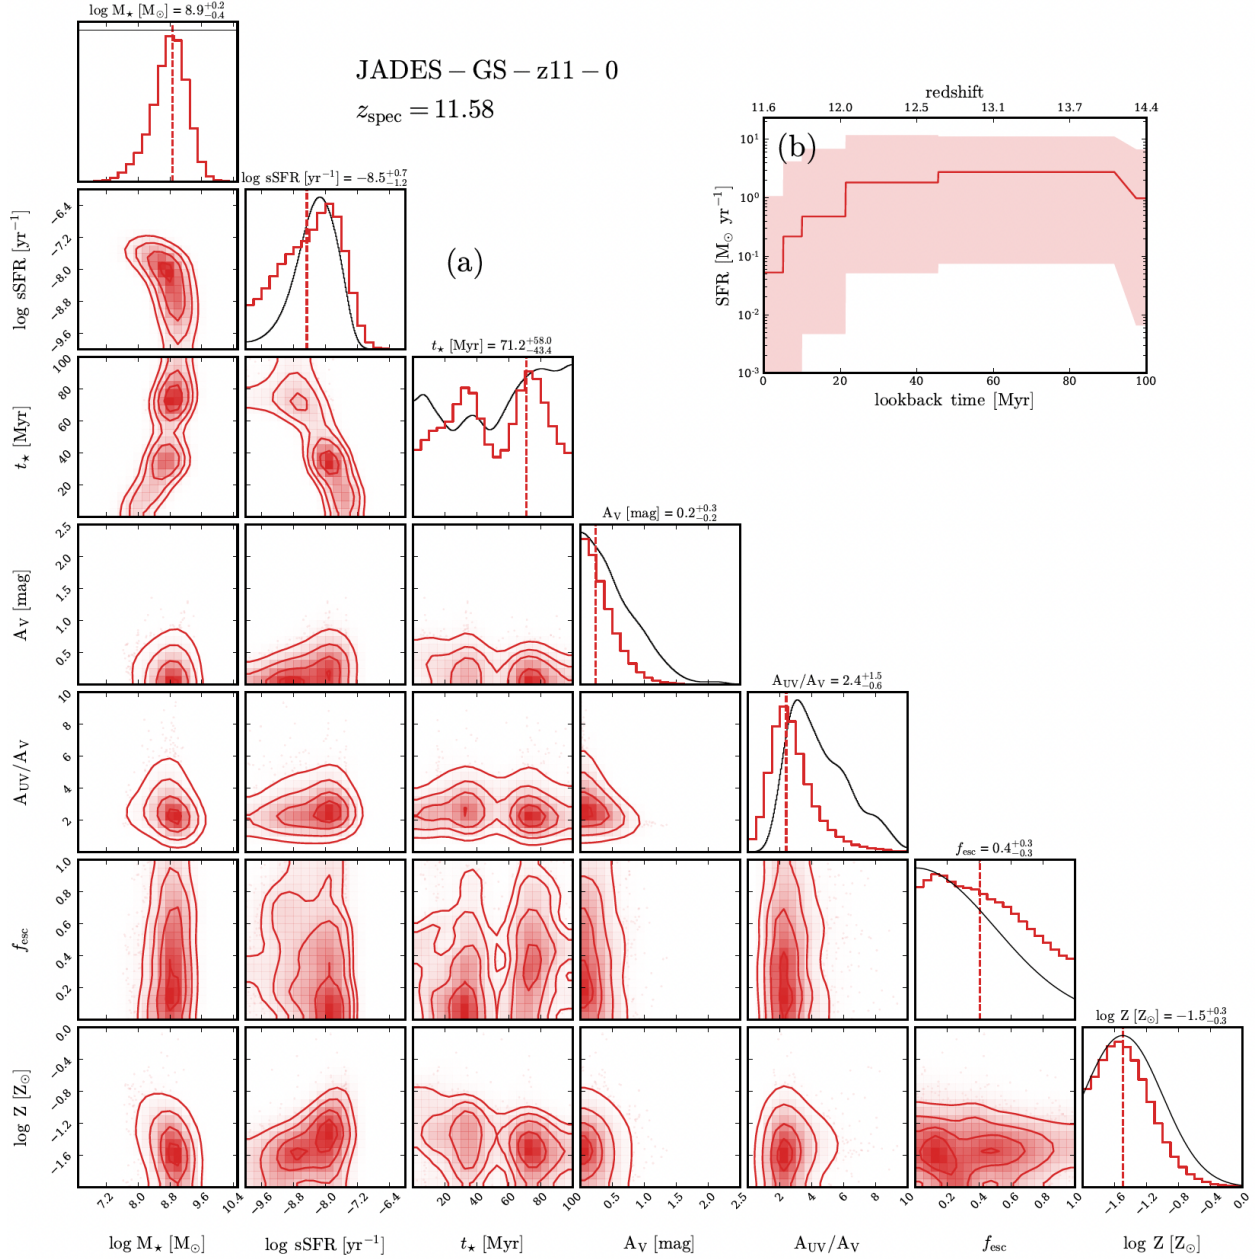 log M⋆ [M⊙] = 8.9+0.2−0.4
JADES − GS − z11 − 0
zspec = 11.58
redshift
11.6 12.0 12.5 13.1 13.7 14.4
(b)
10¹
10⁰
10⁻¹
10⁻²
10⁻³
SFR [M⊙ yr⁻¹]
0 20 40 60 80 100
lookback time [Myr]
log sSFR [yr⁻¹] = −8.5+0.7−1.2
(a)
log sSFR [yr⁻¹]
−6.4
−7.2
−8.0
−8.8
−9.6
t⋆ [Myr] = 71.2+58.0−43.4
t⋆ [Myr]
100
80
60
40
20
AV [mag] = 0.2+0.3−0.2
AV [mag]
2.5
2.0
1.5
1.0
0.5
AUV/AV = 2.4+1.5−0.6
AUV/AV
10
8
6
4
2
fesc = 0.4+0.3−0.3
fesc
1.0
0.8
0.6
0.4
0.2
log Z [Z⊙] = −1.5+0.3−0.3
log Z [Z⊙]
0.0
−0.4
−0.8
−1.2
−1.6
7.2 8.0 8.8 9.6 10.4 −9.6 −8.8 −8.0 −7.2 −6.4 20 40 60 80 100 0.5 1.0 1.5 2.0 2.5 2 4 6 8 10 0.2 0.4 0.6 0.8 1.0 −1.6 −1.2 −0.8 −0.4 0.0
log M⋆ [M⊙] log sSFR [yr⁻¹] t⋆ [Myr] AV [mag] AUV/AV fesc log Z [Z⊙]